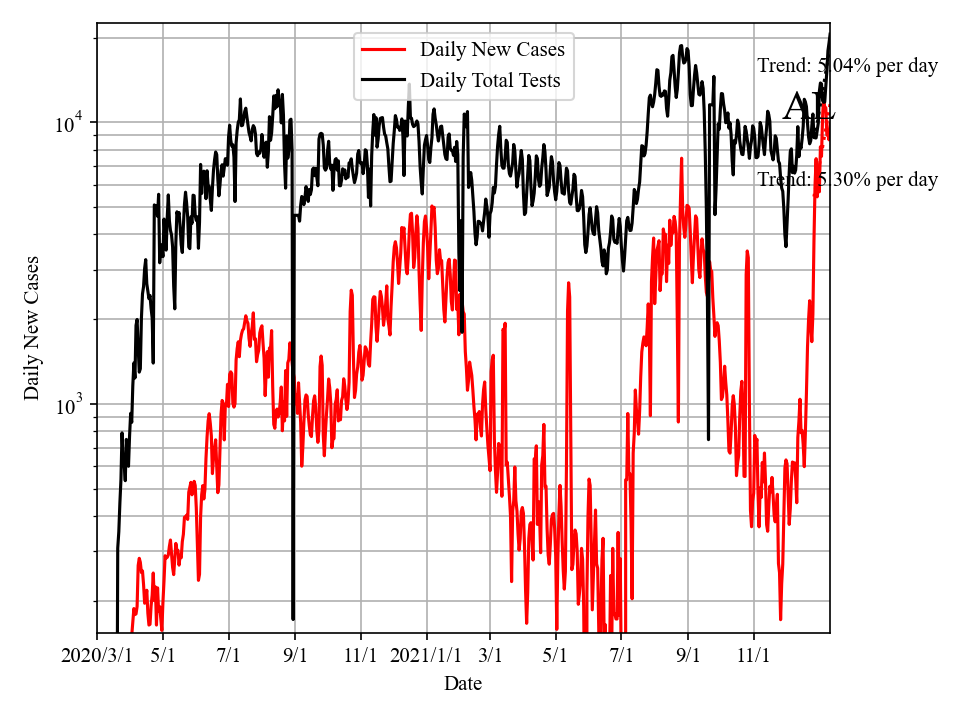 Daily New Cases
Daily Total Tests
Trend: 5.04% per day
AL
Trend: 5.30% per day
10^4
10^3
Daily New Cases
2020/3/1 5/1 7/1 9/1 11/1 2021/1/1 3/1 5/1 7/1 9/1 11/1
Date